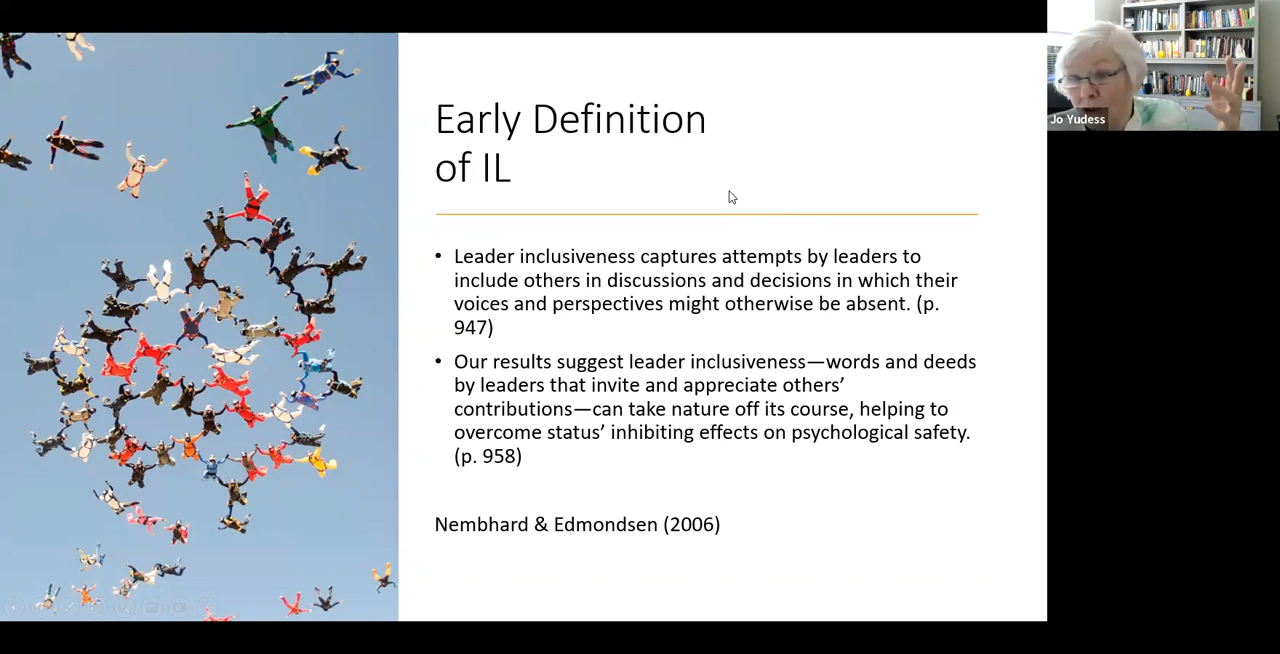 Early Definition
of IL
• Leader inclusiveness captures attempts by leaders to
include others in discussions and decisions in which their
voices and perspectives might otherwise be absent. (p.
947)
• Our results suggest leader inclusiveness—words and deeds
by leaders that invite and appreciate others’
contributions—can take nature off its course, helping to
overcome status’ inhibiting effects on psychological safety.
(p. 958)
Nembhard & Edmondsen (2006)
Jo Yudess